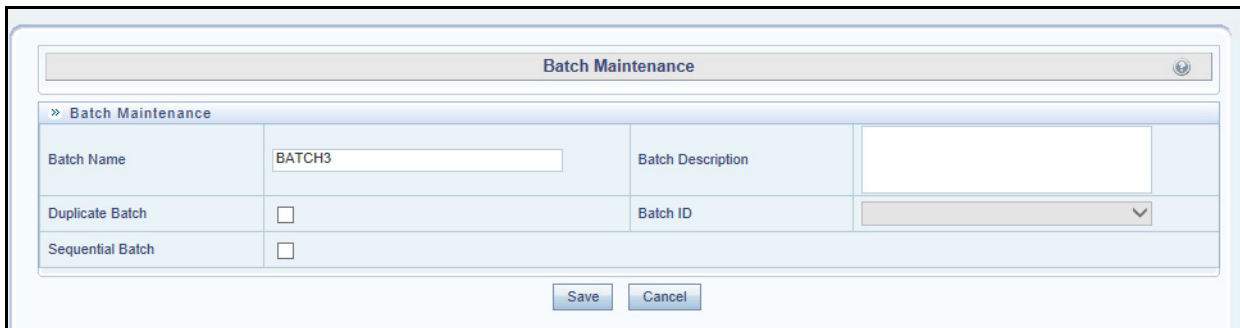 Batch Maintenance
» Batch Maintenance
Batch Name BATCH3 Batch Description
Duplicate Batch Batch ID
Sequential Batch
Save Cancel